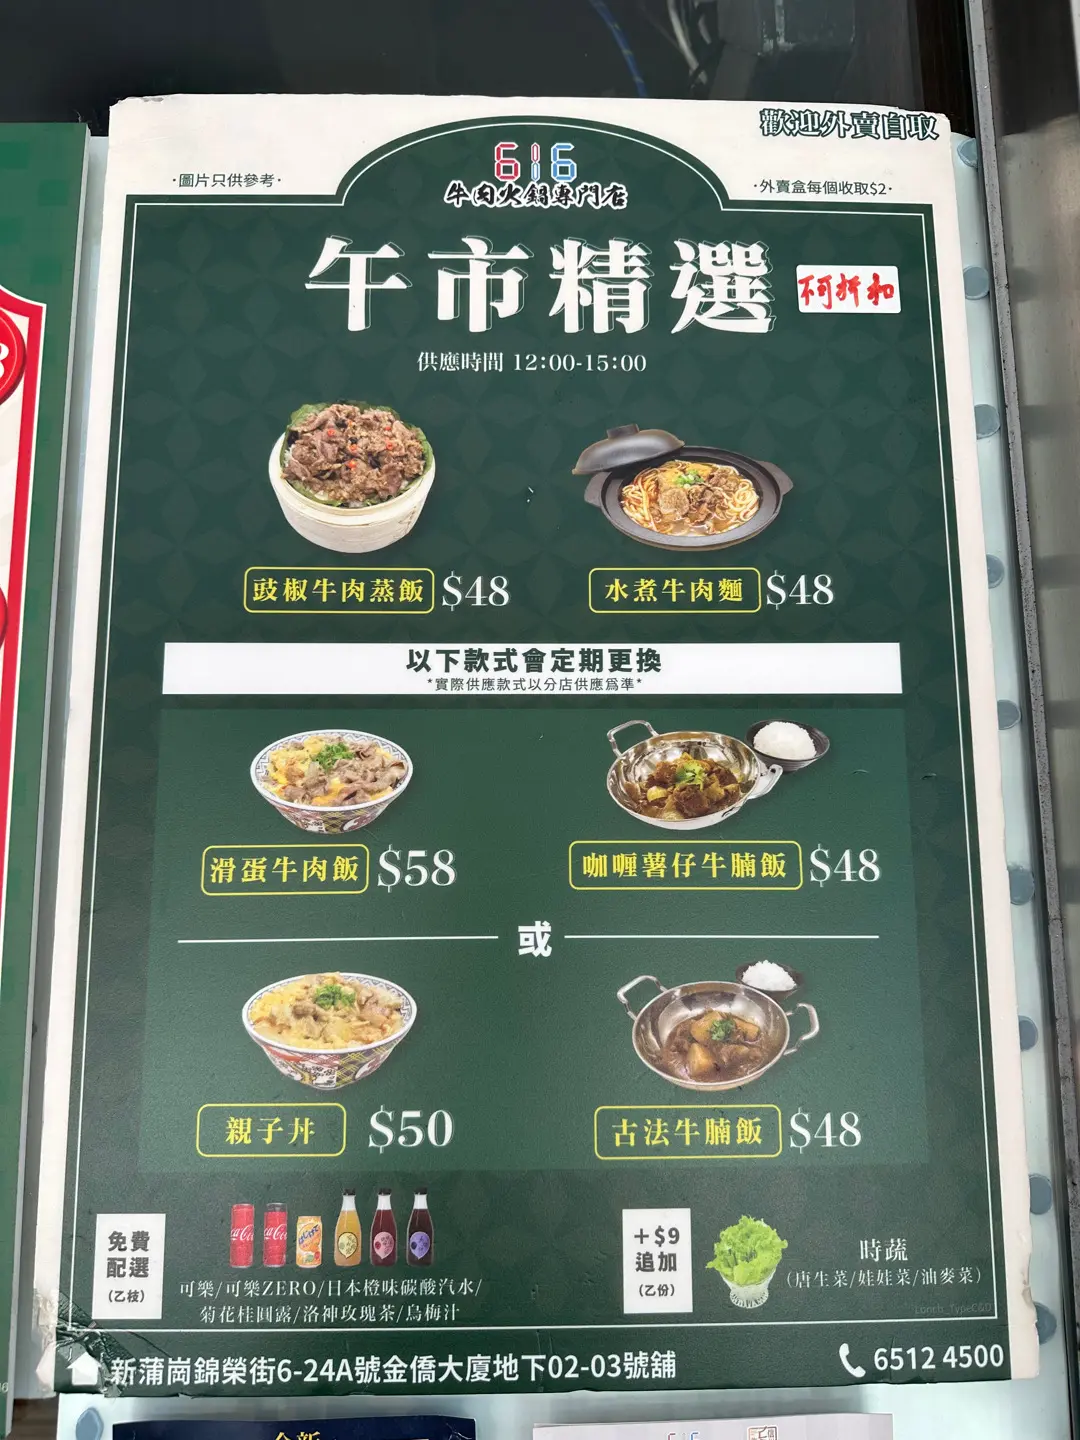 歡迎外賣自取
616
牛肉火鍋專門店
·圖片只供參考·
·外賣盒每個收取$2·
午市精選
不可拆和
供應時間 12:00-15:00
豉椒牛肉蒸飯 $48
水煮牛肉麵 $48
以下款式會定期更換
*實際供應款式以分店供應為準*
滑蛋牛肉飯 $58
咖喱薯仔牛腩飯 $48
或
親子丼 $50
古法牛腩飯 $48
免費
配選
(乙枝)
可樂/可樂ZERO/日本橙味碳酸汽水/
菊花桂圓露/洛神玫瑰茶/烏梅汁
+$9
追加
(乙份)
時蔬
(唐生菜/娃娃菜/油麥菜)
Lunch_TypeC&D
新蒲崗錦榮街6-24A號金僑大廈地下02-03號舖
6512 4500
全新